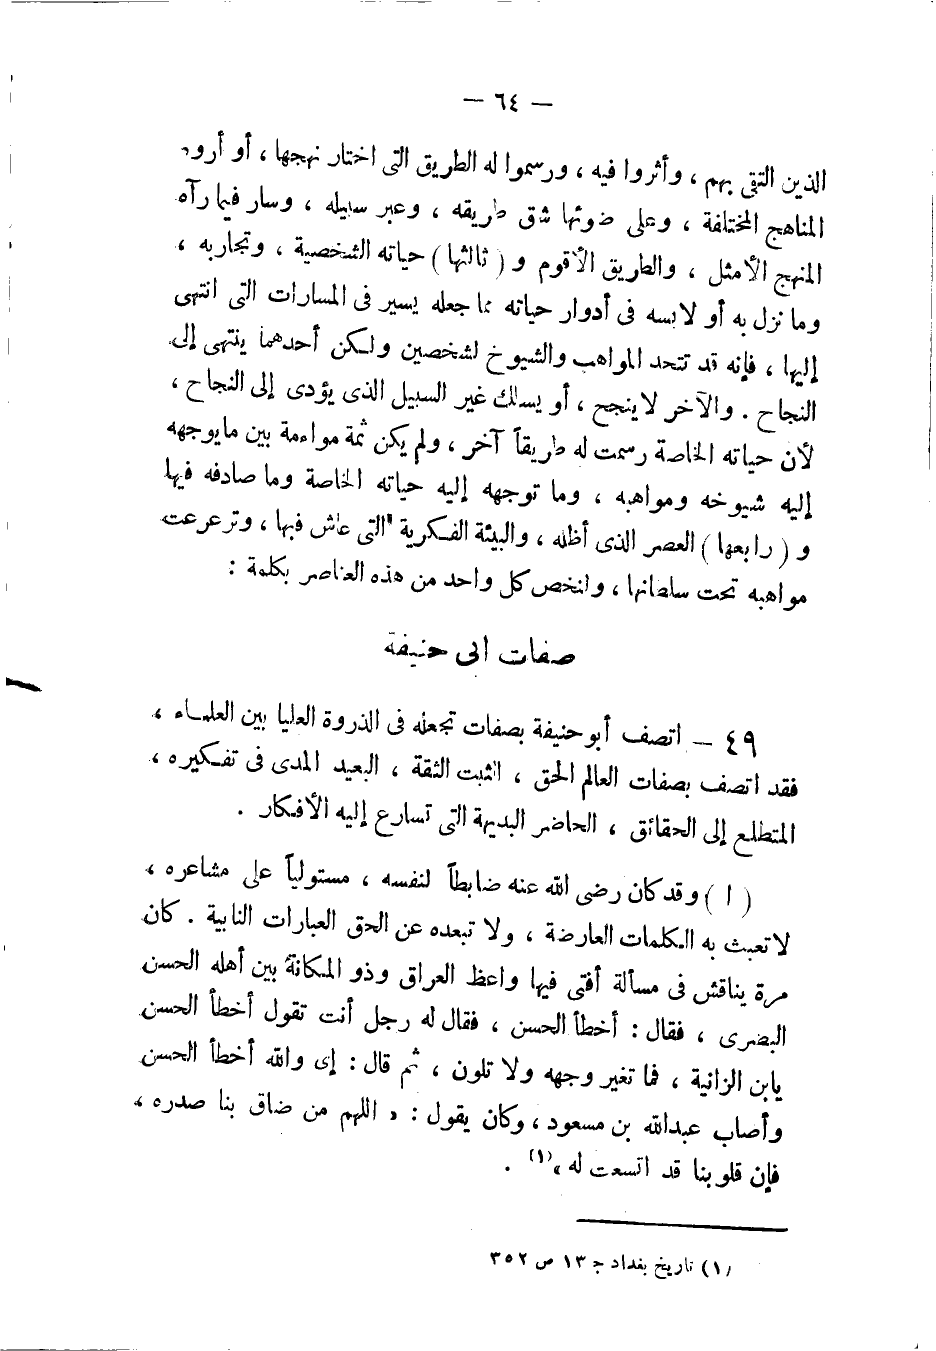 — ٦٤ —
الذين التقى بهم ، وأثروا فيه ، ورسموا له الطريق التى اختار نهجها ، أو أروه
المناهج المختلفة ، وعلى ضوئها شق طريقه ، وعبر سبيله ، وسار فيما رآه
المنهج الأمثل ، والطريق الأقوم و ( ثالثها ) حياته الشخصية ، وتجاربه ،
وما نزل به أو لابسه فى أدوار حياته مما جعله يسير فى المسارات التى انتهى
إليها ، فإنه قد تتحد المواهب والشيوخ لشخصين ولكن أحدهما ينتهى إلى
النجاح . والآخر لا ينجح ، أو يسلك غير السبيل الذى يؤدى إلى النجاح ،
لأن حياته الخاصة رسمت له طريقاً آخر ، ولم يكن ثمة مواءمة بين ما يوجهه
إليه شيوخه ومواهبه ، وما توجهه إليه حياته الخاصة وما صادفه فيها
و ( رابعها ) العصر الذى أظله ، والبيئة الفكرية التى عاش فيها ، وترعرعت
مواهبه تحت سلطانها ، ولنخص كل واحد من هذه العناصر بكلمة :
صفات ابى حنيفة
٤٩ — اتصف أبو حنيفة بصفات تجعله فى الذروة العليا بين العلماء ،
فقد اتصف بصفات العالم الحق ، الثبت الثقة ، البعيد المدى فى تفكيره ،
المتطلع إلى الحقائق ، الحاضر البديهة التى تسارع إليه الأفكار .
( ا ) وقد كان رضى الله عنه ضابطاً لنفسه ، مستولياً على مشاعره ،
لا تعبث به الكلمات العارضة ، ولا تبعده عن الحق العبارات النابية . كان
مرة يناقش فى مسألة أفتى فيها واعظ العراق وذو المكانة بين أهله الحسن
البصرى ، فقال : أخطأ الحسن ، فقال له رجل أنت تقول أخطأ الحسن
يابن الزانية ، فما تغير وجهه ولا تلون ، ثم قال : إى والله أخطأ الحسن
وأصاب عبدالله بن مسعود ، وكان يقول : « اللهم من ضاق بنا صدره ،
فإن قلوبنا قد اتسعت له »(١) .
(١) تاريخ بغداد ج ١٣ ص ٣٥٢